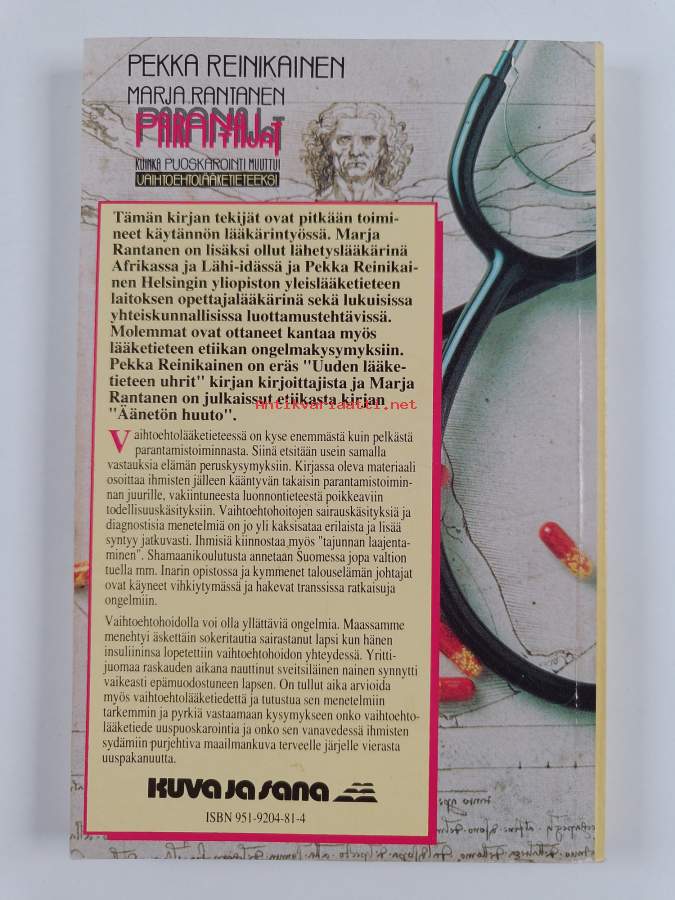 PEKKA REINIKAINEN
MARJA RANTANEN
PARANTAJAT
KUINKA PUOSKAROINTI MUUTTUI
VAIHTOEHTOLÄÄKETIETEEKSI
Tämän kirjan tekijät ovat pitkään toimi-
neet käytännön lääkärintyössä. Marja
Rantanen on lisäksi ollut lähetyslääkärinä
Afrikassa ja Lähi-idässä ja Pekka Reinikai-
nen Helsingin yliopiston yleislääketieteen
laitoksen opettajalääkärinä sekä lukuisissa
yhteiskunnallisissa luottamustehtävissä.
Molemmat ovat ottaneet kantaa myös
lääketieteen etiikan ongelmakysymyksiin.
Pekka Reinikainen on eräs "Uuden lääke-
tieteen uhrit" kirjan kirjoittajista ja Marja
Rantanen on julkaissut etiikasta kirjan
"Äänetön huuto".
Antikvariaatti.net
Vaihtoehtolääketieteessä on kyse enemmästä kuin pelkästä
parantamistoiminnasta. Siinä etsitään usein samalla
vastauksia elämän peruskysymyksiin. Kirjassa oleva materiaali
osoittaa ihmisten jälleen kääntyvän takaisin parantamistoimin-
nan juurille, vakiintuneesta luonnontieteestä poikkeaviin
todellisuuskäsityksiin. Vaihtoehtohoitojen sairauskäsityksiä ja
diagnostisia menetelmiä on jo yli kaksisataa erilaista ja lisää
syntyy jatkuvasti. Ihmisiä kiinnostaa myös "tajunnan laajenta-
minen". Shamaanikoulutusta annetaan Suomessa jopa valtion
tuella mm. Inarin opistossa ja kymmenet talouselämän johtajat
ovat käyneet vihkiytymässä ja hakevat transsissa ratkaisuja
ongelmiin.
Vaihtoehtohoidolla voi olla yllättäviä ongelmia. Maassamme
menehtyi äskettäin sokeritautia sairastanut lapsi kun hänen
insuliininsa lopetettiin vaihtoehtohoidon yhteydessä. Yrtti-
juomaa raskauden aikana nauttinut sveitsiläinen nainen synnytti
vaikeasti epämuodostuneen lapsen. On tullut aika arvioida
myös vaihtoehtolääketiedettä ja tutustua sen menetelmiin
tarkemmin ja pyrkiä vastaamaan kysymykseen onko vaihtoehto-
lääketiede uuspuoskarointia ja onko sen vanavedessä ihmisten
sydämiin purjehtiva maailmankuva terveelle järjelle vierasta
uuspakanuutta.
KUVA JA SANA
ISBN 951-9204-81-4